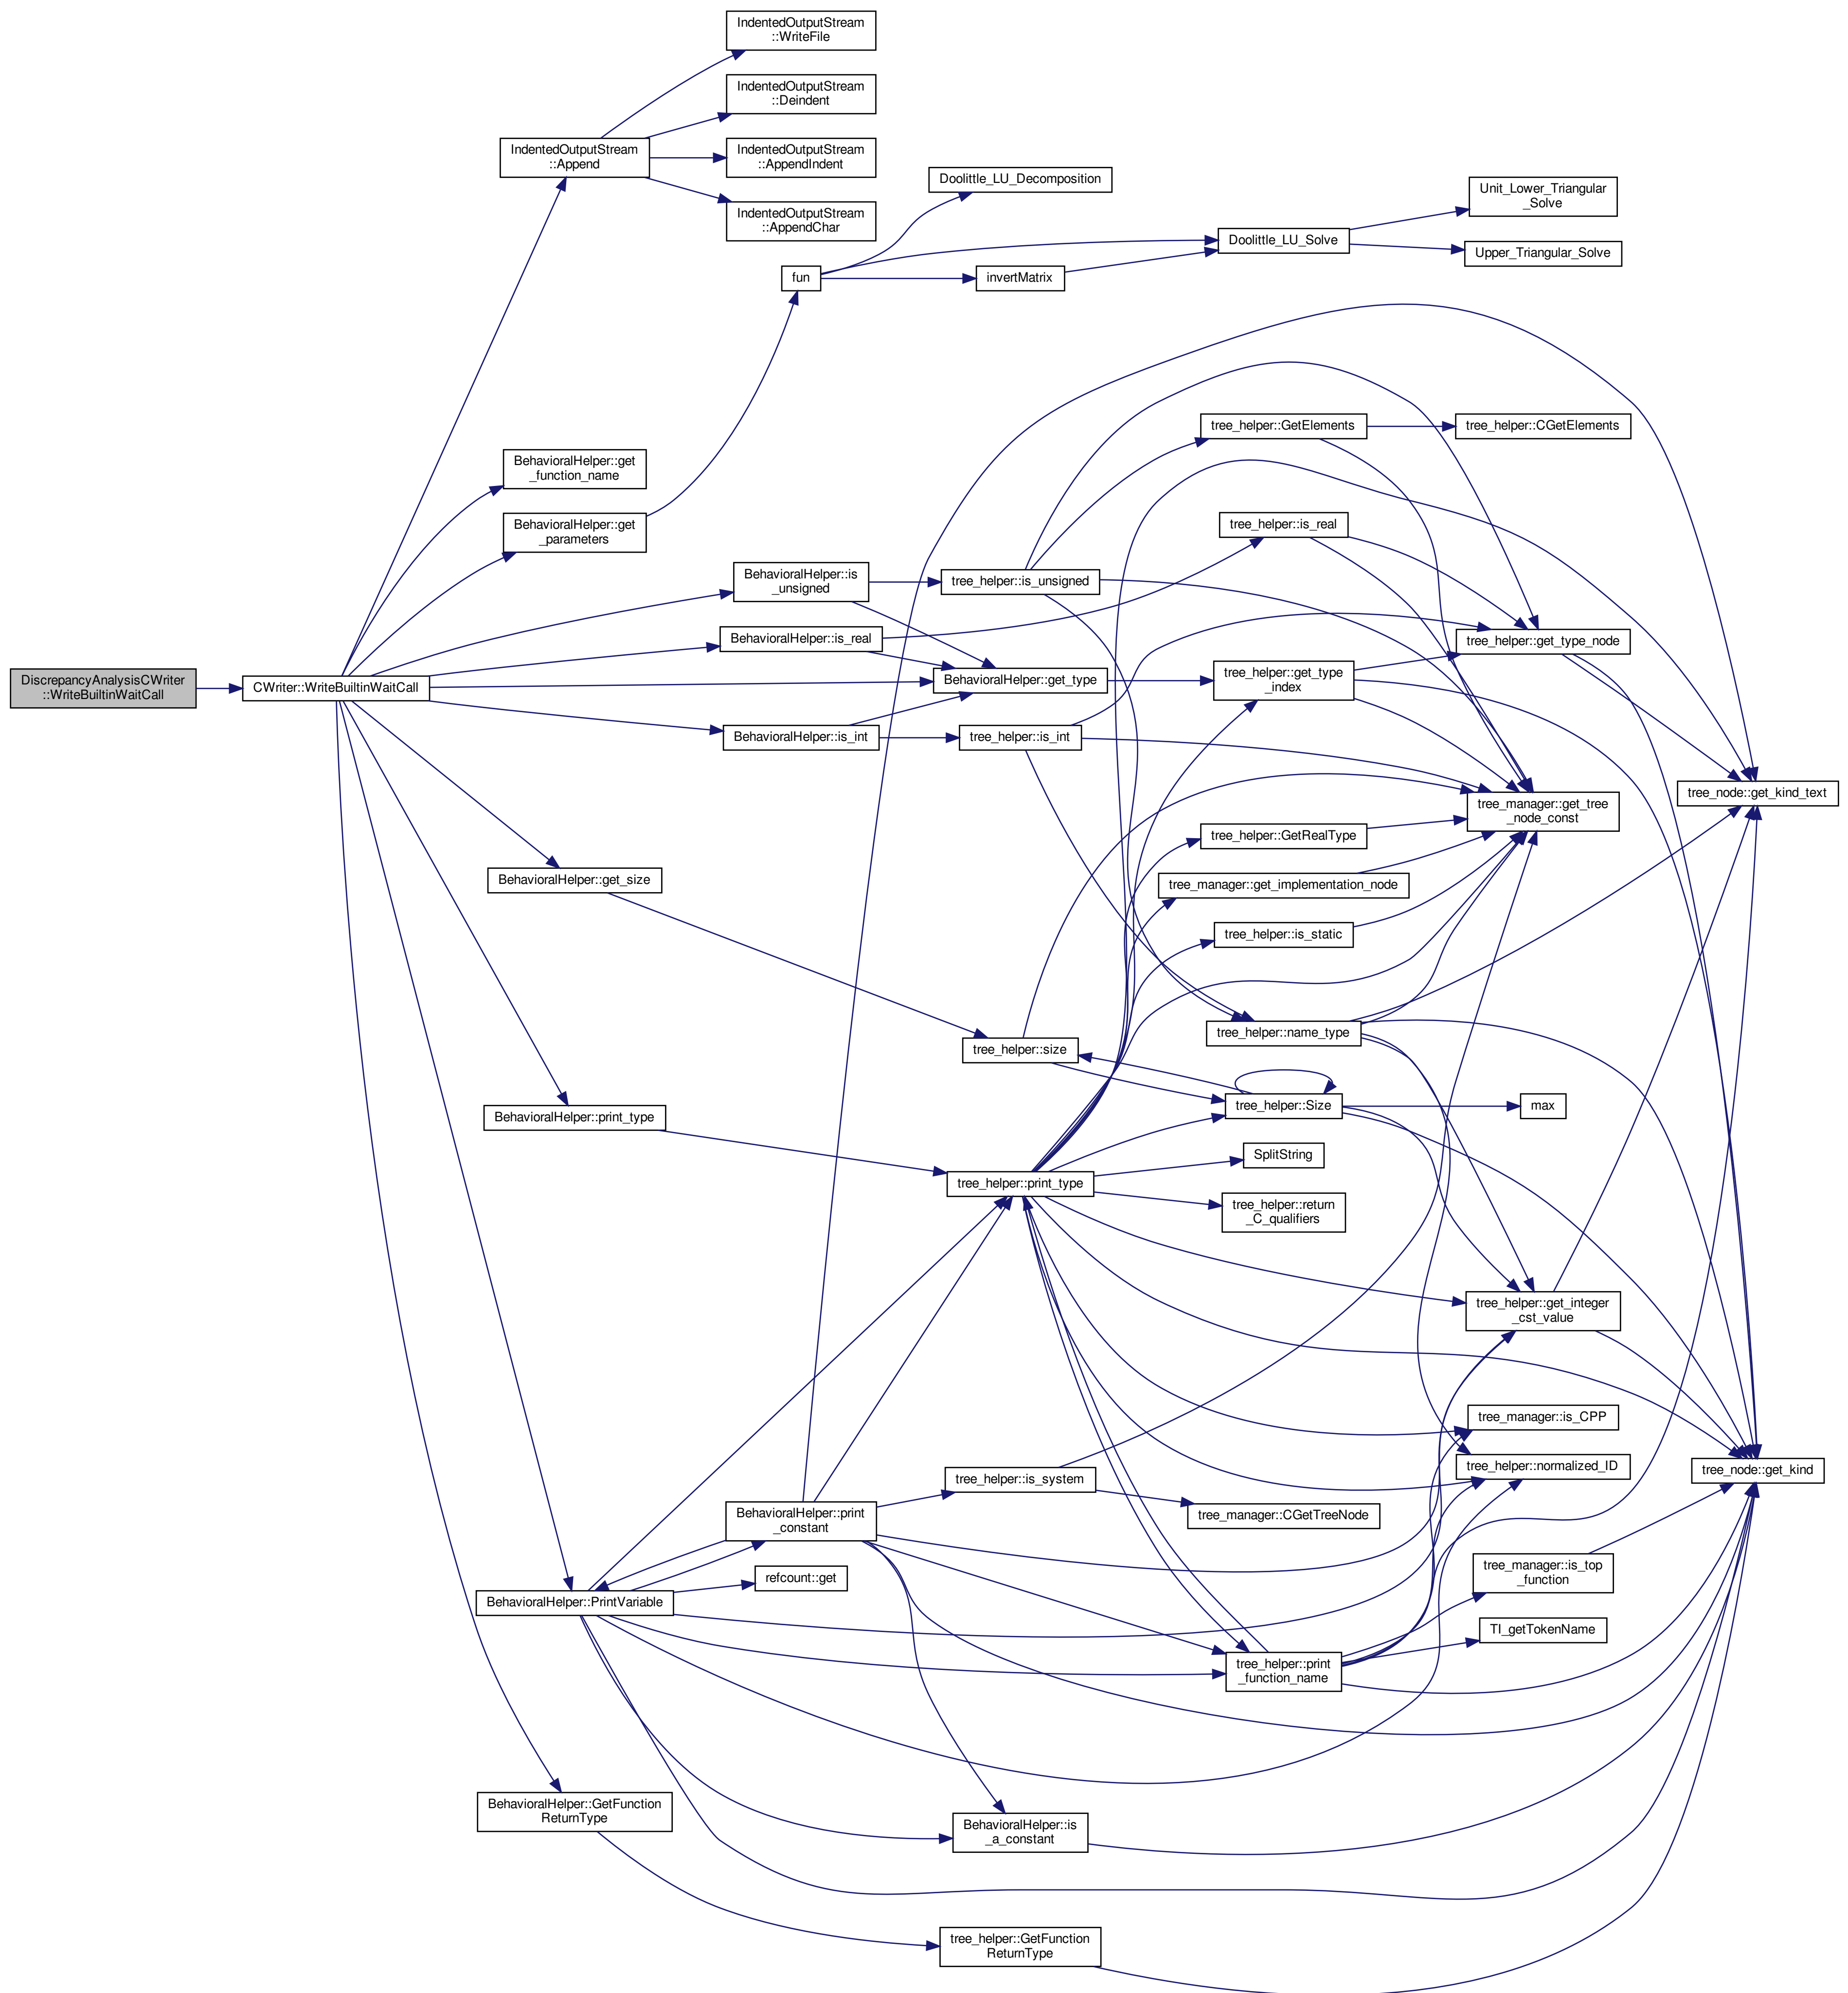 IndentedOutputStream
::WriteFile
IndentedOutputStream
::Deindent
IndentedOutputStream
::Append
IndentedOutputStream
::AppendIndent
Doolittle_LU_Decomposition
Unit_Lower_Triangular
_Solve
IndentedOutputStream
::AppendChar
Doolittle_LU_Solve
Upper_Triangular_Solve
fun
invertMatrix
tree_helper::GetElements
tree_helper::CGetElements
BehavioralHelper::get
_function_name
BehavioralHelper::get
_parameters
tree_helper::is_real
BehavioralHelper::is
_unsigned
tree_helper::is_unsigned
BehavioralHelper::is_real
tree_helper::get_type_node
DiscrepancyAnalysisCWriter
::WriteBuiltinWaitCall
CWriter::WriteBuiltinWaitCall
BehavioralHelper::get_type
tree_helper::get_type
_index
BehavioralHelper::is_int
tree_helper::is_int
tree_manager::get_tree
_node_const
tree_node::get_kind_text
tree_helper::GetRealType
BehavioralHelper::get_size
tree_manager::get_implementation_node
tree_helper::is_static
tree_helper::name_type
tree_helper::size
BehavioralHelper::print_type
tree_helper::Size
max
SplitString
tree_helper::print_type
tree_helper::return
_C_qualifiers
tree_helper::get_integer
_cst_value
tree_manager::is_CPP
tree_helper::normalized_ID
tree_node::get_kind
tree_helper::is_system
BehavioralHelper::print
_constant
tree_manager::CGetTreeNode
refcount::get
tree_manager::is_top
_function
BehavioralHelper::PrintVariable
TI_getTokenName
tree_helper::print
_function_name
BehavioralHelper::GetFunction
ReturnType
BehavioralHelper::is
_a_constant
tree_helper::GetFunction
ReturnType